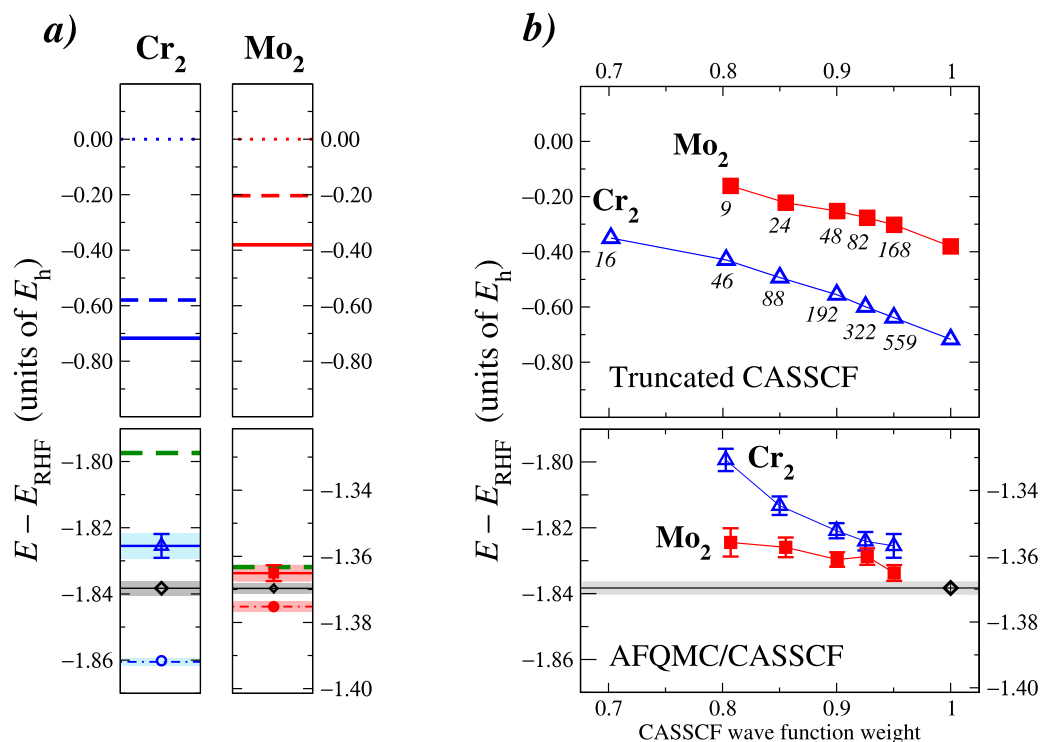 a)
Cr2
Mo2
0.00
−0.20
−0.40
−0.60
−0.80
0.00
−0.20
−0.40
−0.60
−0.80
E − ERHF (units of Eh)
−1.80
−1.82
−1.84
−1.86
−1.34
−1.36
−1.38
−1.40
b)
0.7 0.8 0.9 1
0.00
−0.20
−0.40
−0.60
−0.80
Mo2
9 24 48 82 168
Cr2
16 46 88 192 322 559
Truncated CASSCF
E − ERHF (units of Eh)
−1.80
−1.82
−1.84
−1.86
Cr2
Mo2
AFQMC/CASSCF
−1.34
−1.36
−1.38
−1.40
0.7 0.8 0.9 1
CASSCF wave function weight